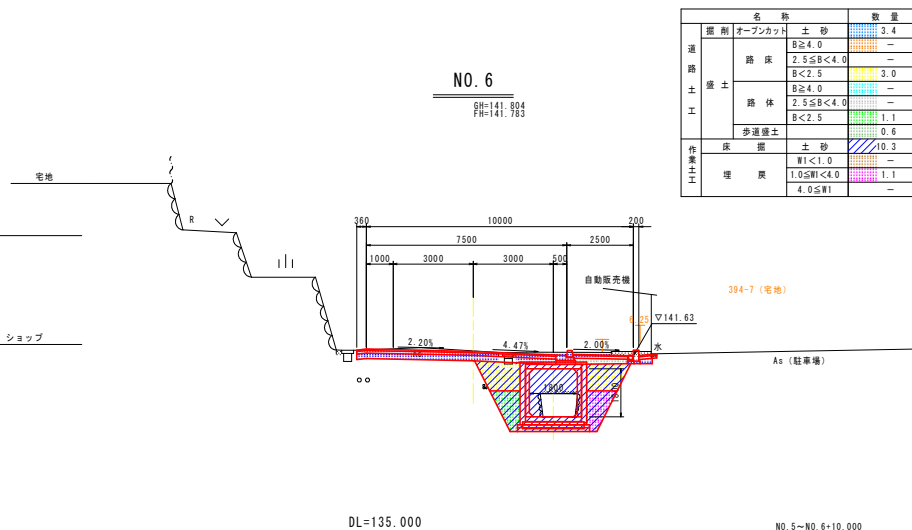 名 称 数 量
道路土工 掘 削 オープンカット 土 砂 3.4
盛 土 路 床 B≧4.0 −
2.5≦B<4.0 −
B<2.5 3.0
路 体 B≧4.0 −
2.5≦B<4.0 −
B<2.5 1.1
歩道盛土 0.6
作業土工 床 掘 土 砂 10.3
埋 戻 W1<1.0 −
1.0≦W1<4.0 1.1
4.0≦W1 −
NO.6
GH=141.804
FH=141.783
宅地
R
360 10000 200
7500 2500
1000 3000 3000 500
自動販売機
394-7 (宅地)
▽141.63
ショップ
2.20% 4.47% 2.00%
水
As (駐車場)
1800
DL=135.000
NO.5~NO.6+10.000